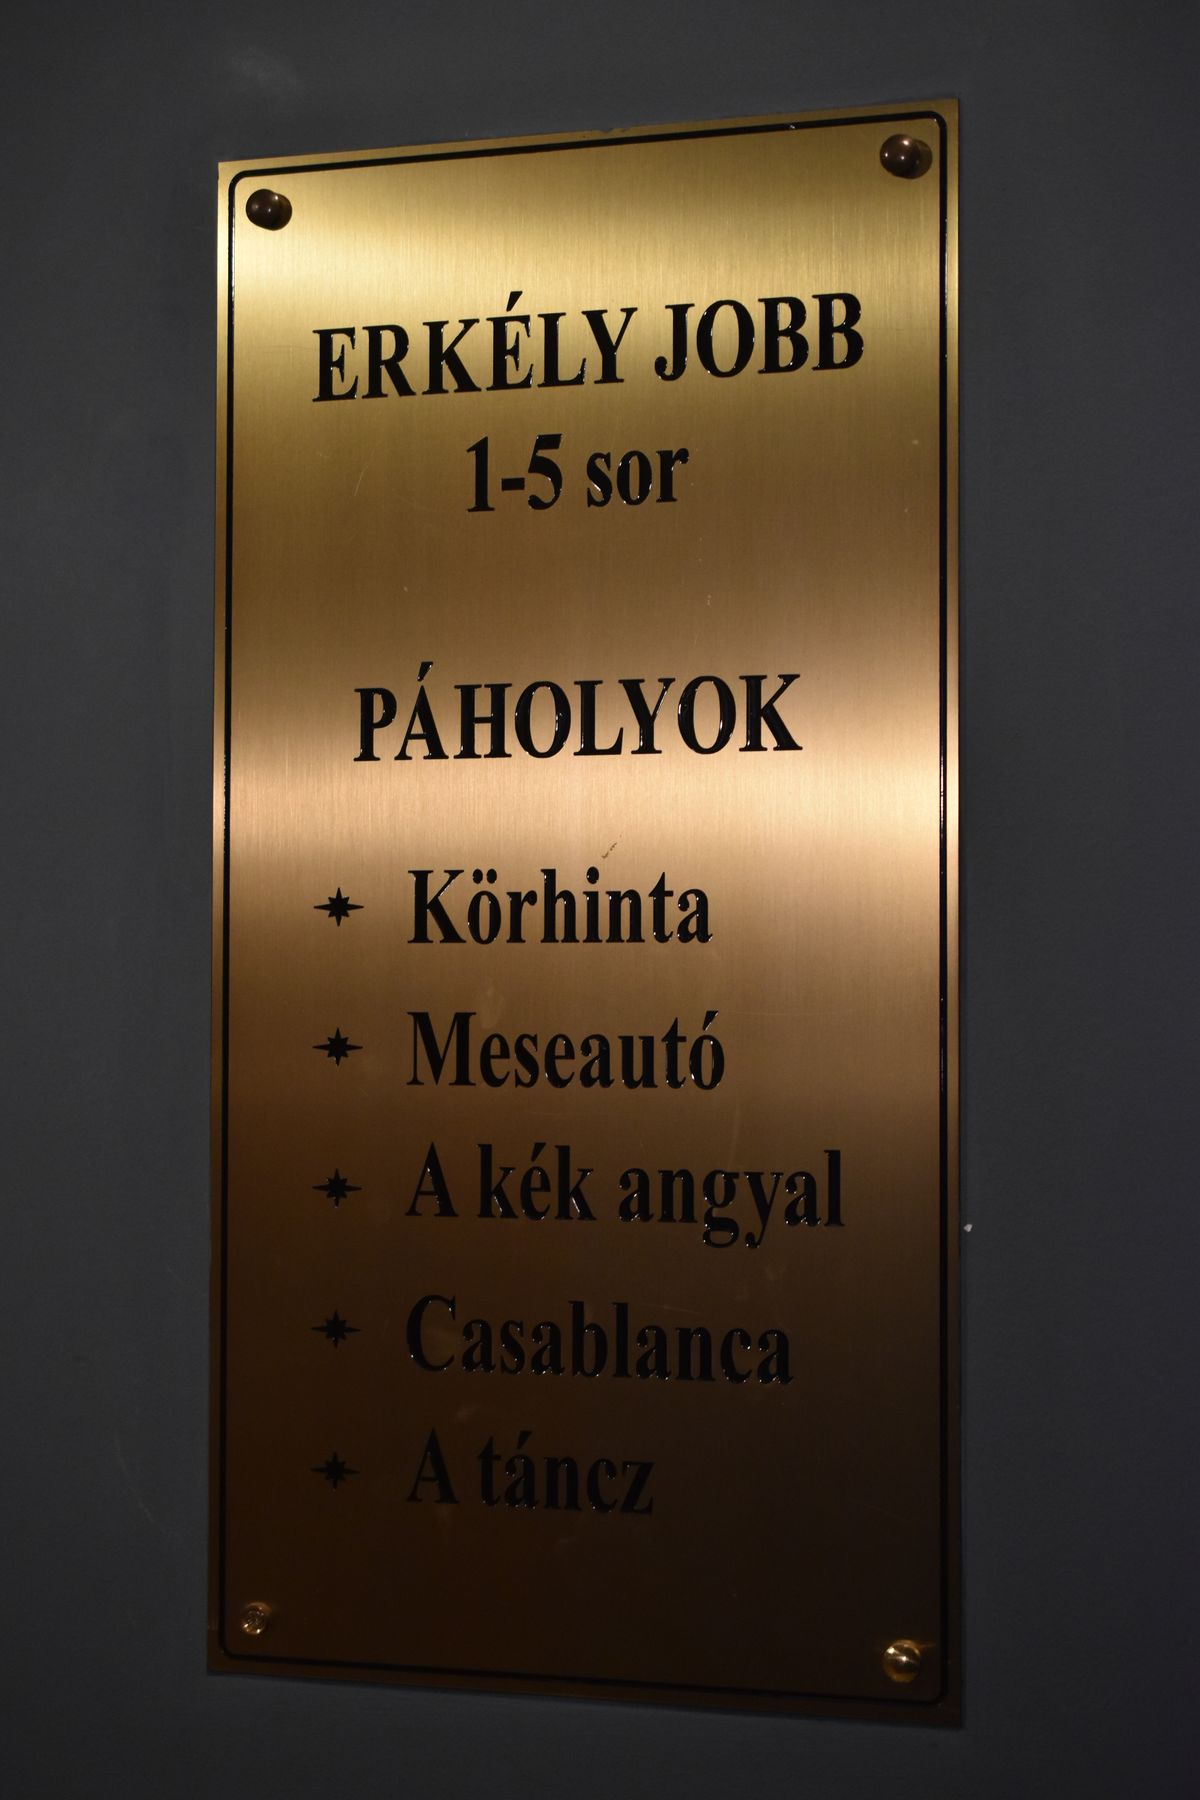 ERKÉLY JOBB
1-5 sor
PÁHOLYOK
Körhinta
Meseautó
A kék angyal
Casablanca
A táncz